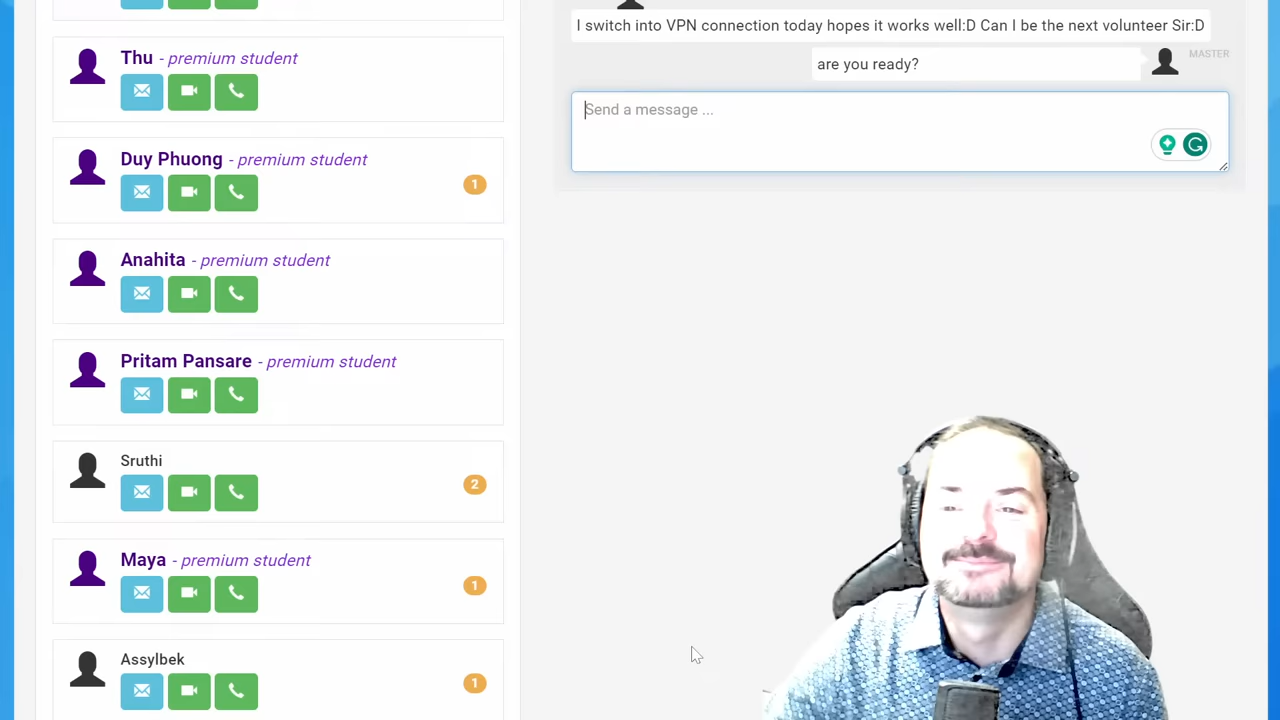 Thu - premium student
Duy Phuong - premium student
1
Anahita - premium student
Pritam Pansare - premium student
Sruthi
2
Maya - premium student
1
Assylbek
1
I switch into VPN connection today hopes it works well:D Can I be the next volunteer Sir:D
MASTER
are you ready?
Send a message ...